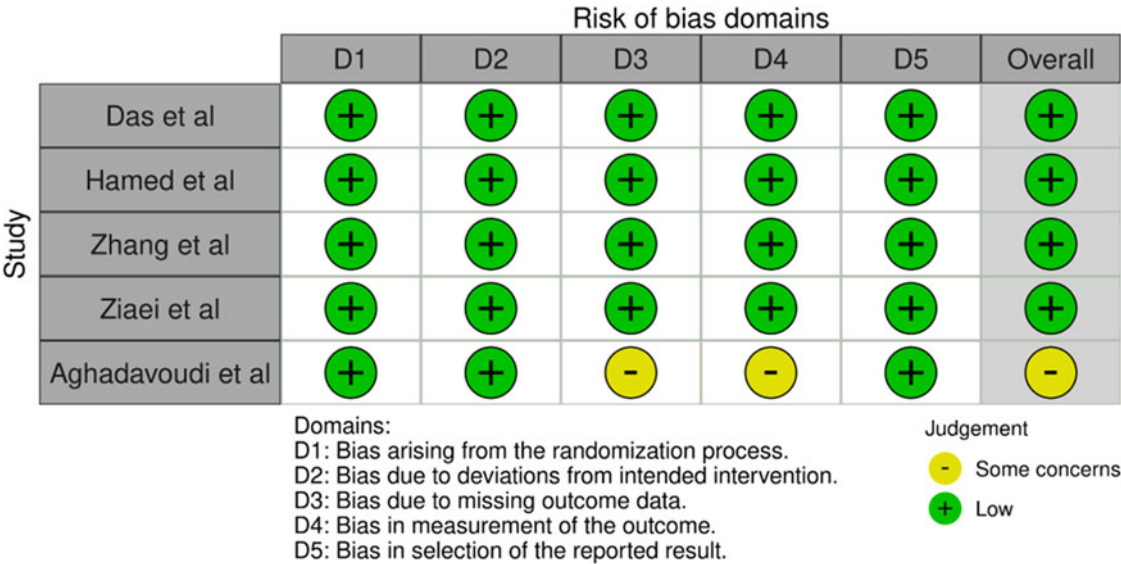 Risk of bias domains
D1 D2 D3 D4 D5 Overall
Study
Das et al + + + + + +
Hamed et al + + + + + +
Zhang et al + + + + + +
Ziaei et al + + + + + +
Aghadavoudi et al + + - - + -
Domains:
D1: Bias arising from the randomization process.
D2: Bias due to deviations from intended intervention.
D3: Bias due to missing outcome data.
D4: Bias in measurement of the outcome.
D5: Bias in selection of the reported result.
Judgement
- Some concerns
+ Low